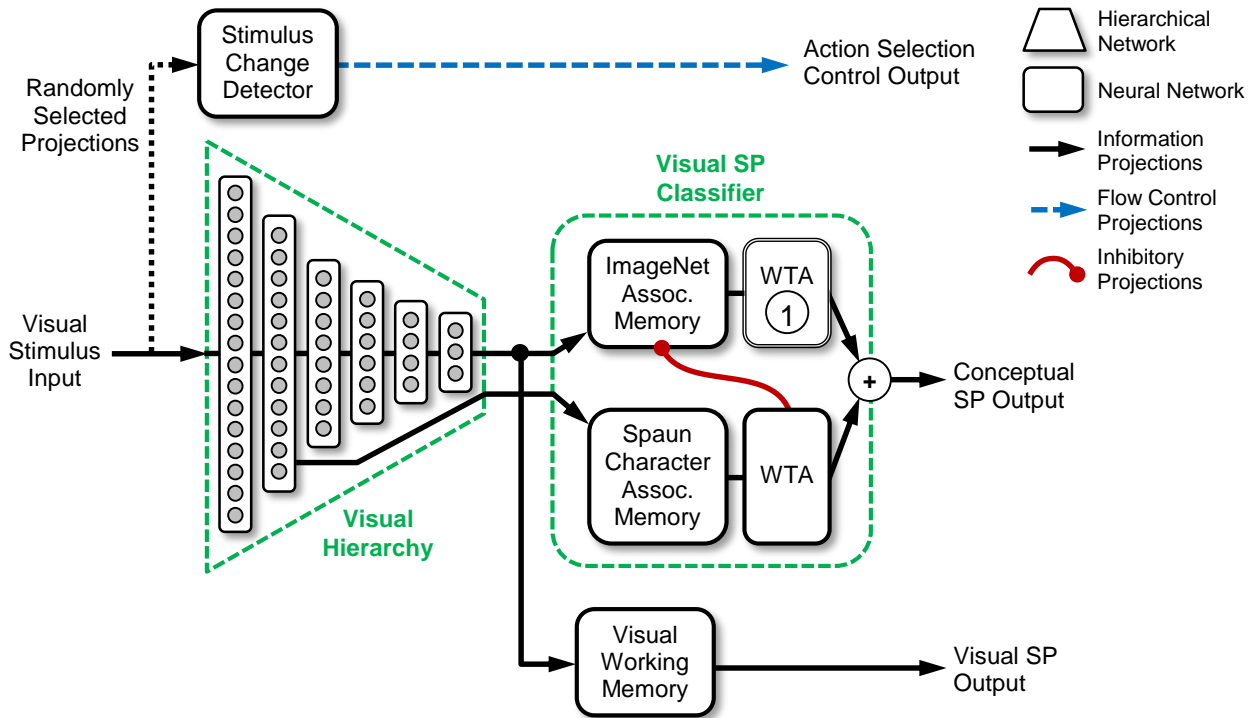 Stimulus
Change
Detector
Action Selection
Control Output
Randomly
Selected
Projections
Visual
Stimulus
Input
Visual
Hierarchy
Visual SP
Classifier
ImageNet
Assoc.
Memory
WTA
1
Spaun
Character
Assoc.
Memory
WTA
+
Conceptual
SP Output
Visual
Working
Memory
Visual SP
Output
Hierarchical
Network
Neural Network
Information
Projections
Flow Control
Projections
Inhibitory
Projections